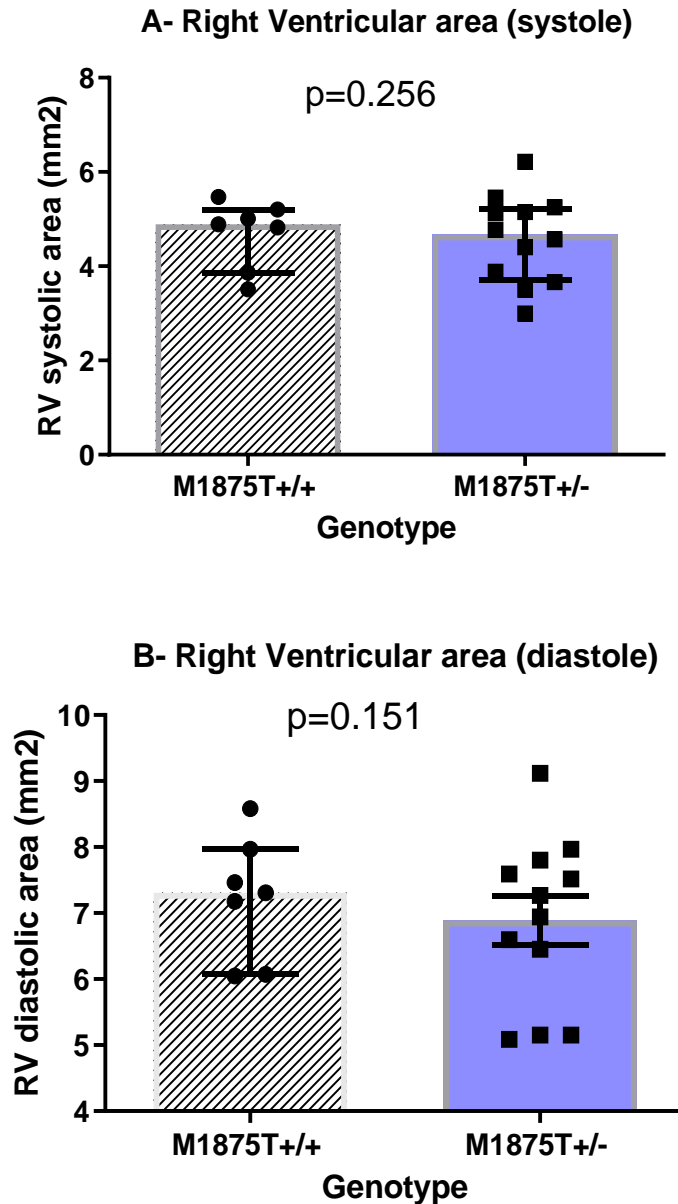 A- Right Ventricular area (systole)
p=0.256
8
6
4
2
0
RV systolic area (mm2)
M1875T+/+ M1875T+/-
Genotype
B- Right Ventricular area (diastole)
p=0.151
10
9
8
7
6
5
4
RV diastolic area (mm2)
M1875T+/+ M1875T+/-
Genotype